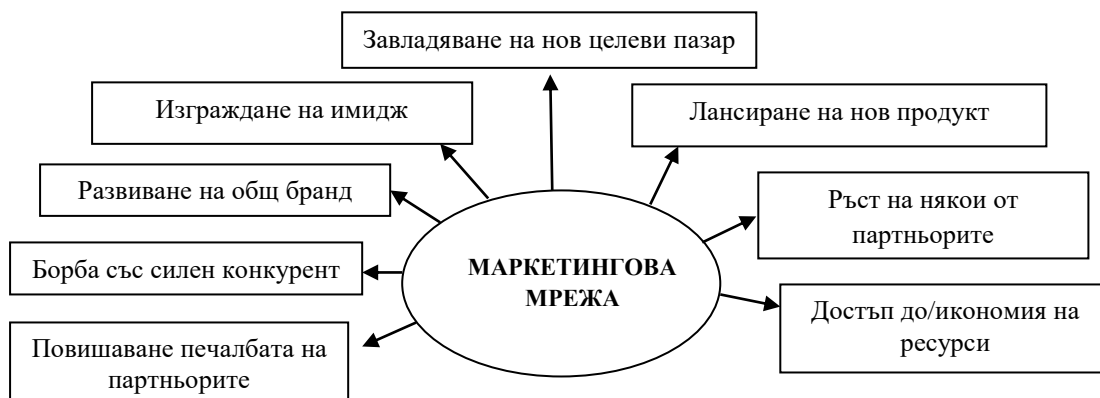 Завладяване на нов целеви пазар
Изграждане на имидж
Лансиране на нов продукт
Развиване на общ бранд
Ръст на някои от
партньорите
Борба със силен конкурент
МАРКЕТИНГОВА
МРЕЖА
Достъп до/икономия на
ресурси
Повишаване печалбата на
партньорите